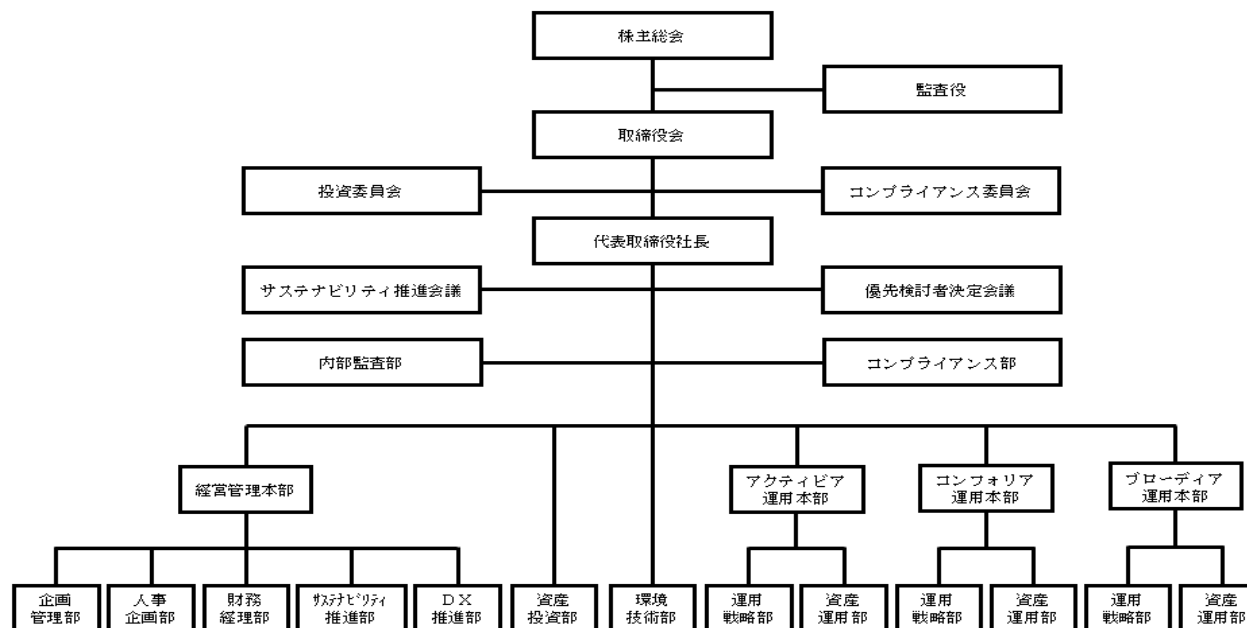 株主総会
監査役
取締役会
投資委員会
コンプライアンス委員会
代表取締役社長
サステナビリティ推進会議
優先検討者決定会議
内部監査部
コンプライアンス部
経営管理本部
アクティビア
運用本部
コンフォリア
運用本部
ブローディア
運用本部
企画
管理部
人事
企画部
財務
経理部
ｻｽﾃﾅﾋﾞﾘﾃｨ
推進部
ＤＸ
推進部
資産
投資部
環境
技術部
運用
戦略部
資産
運用部
運用
戦略部
資産
運用部
運用
戦略部
資産
運用部